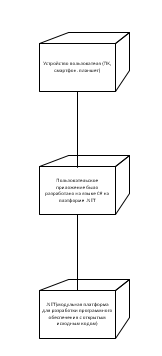 Устройство пользователя (ПК,
смартфон, планшет)
Пользовательское
приложение было
разработано на языке C# на
платформе .NET
.NET(модульная платформа
для разработки программного
обеспечения с открытым
исходным кодом)